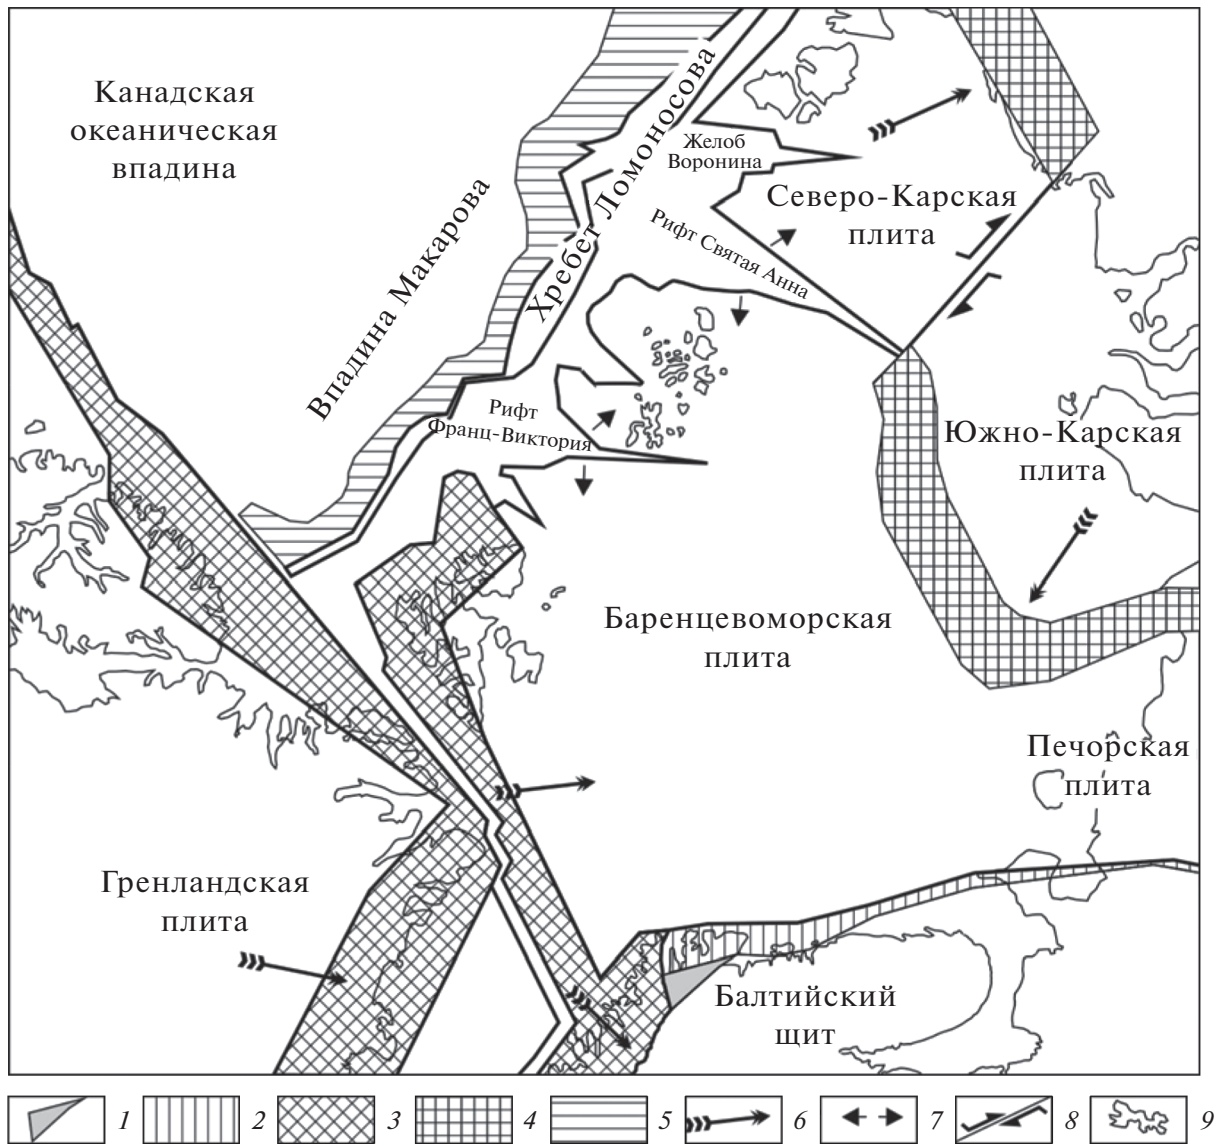 Канадская
океаническая
впадина
Впадина Макарова
Хребет Ломоносова
Желоб
Воронина
Северо-Карская
плита
Рифт Святая Анна
Рифт
Франц-Виктория
Южно-Карская
плита
Баренцевоморская
плита
Печорская
плита
Гренландская
плита
Балтийский
щит
1 2 3 4 5 6 7 8 9